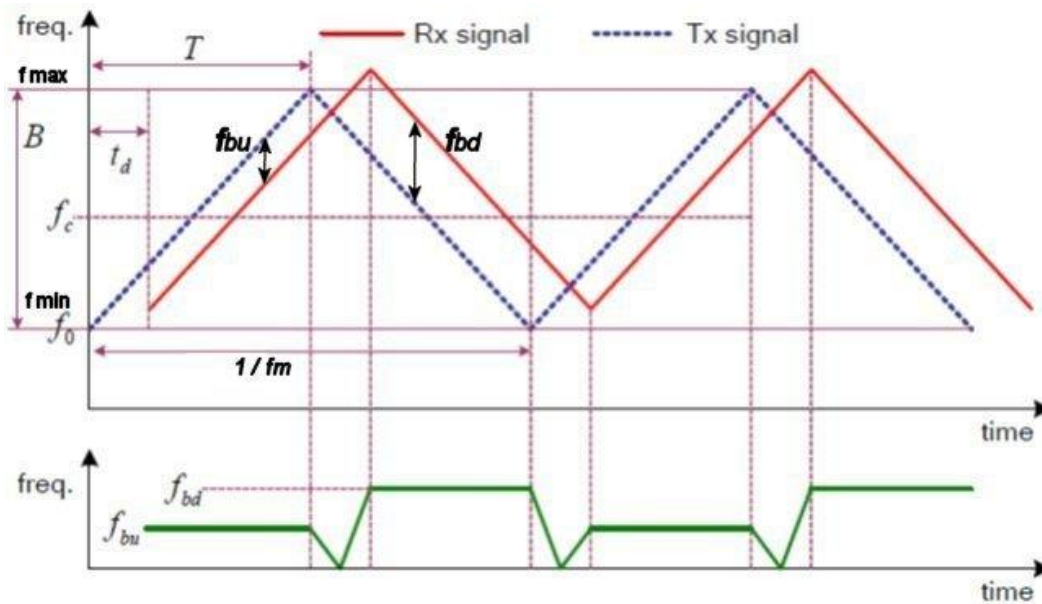 freq.
Rx signal
Tx signal
T
f max
B
t_d
fbu
fbd
f_c
f min
f_0
1 / fm
time
freq.
f_bd
f_bu
time